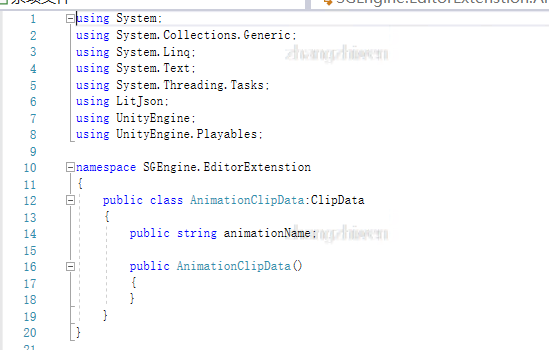 SGEngine.EditorExtenstion.An
1 using System;
2 using System.Collections.Generic;
3 using System.Linq;
zhangzhiwen
4 using System.Text;
5 using System.Threading.Tasks;
6 using LitJson;
7 using UnityEngine;
8 using UnityEngine.Playables;
9
10 namespace SGEngine.EditorExtenstion
11 {
12 public class AnimationClipData:ClipData
13 {
14 public string animationName;
zhangzhiwen
15
16 public AnimationClipData()
17 {
18 }
19 }
20 }
21